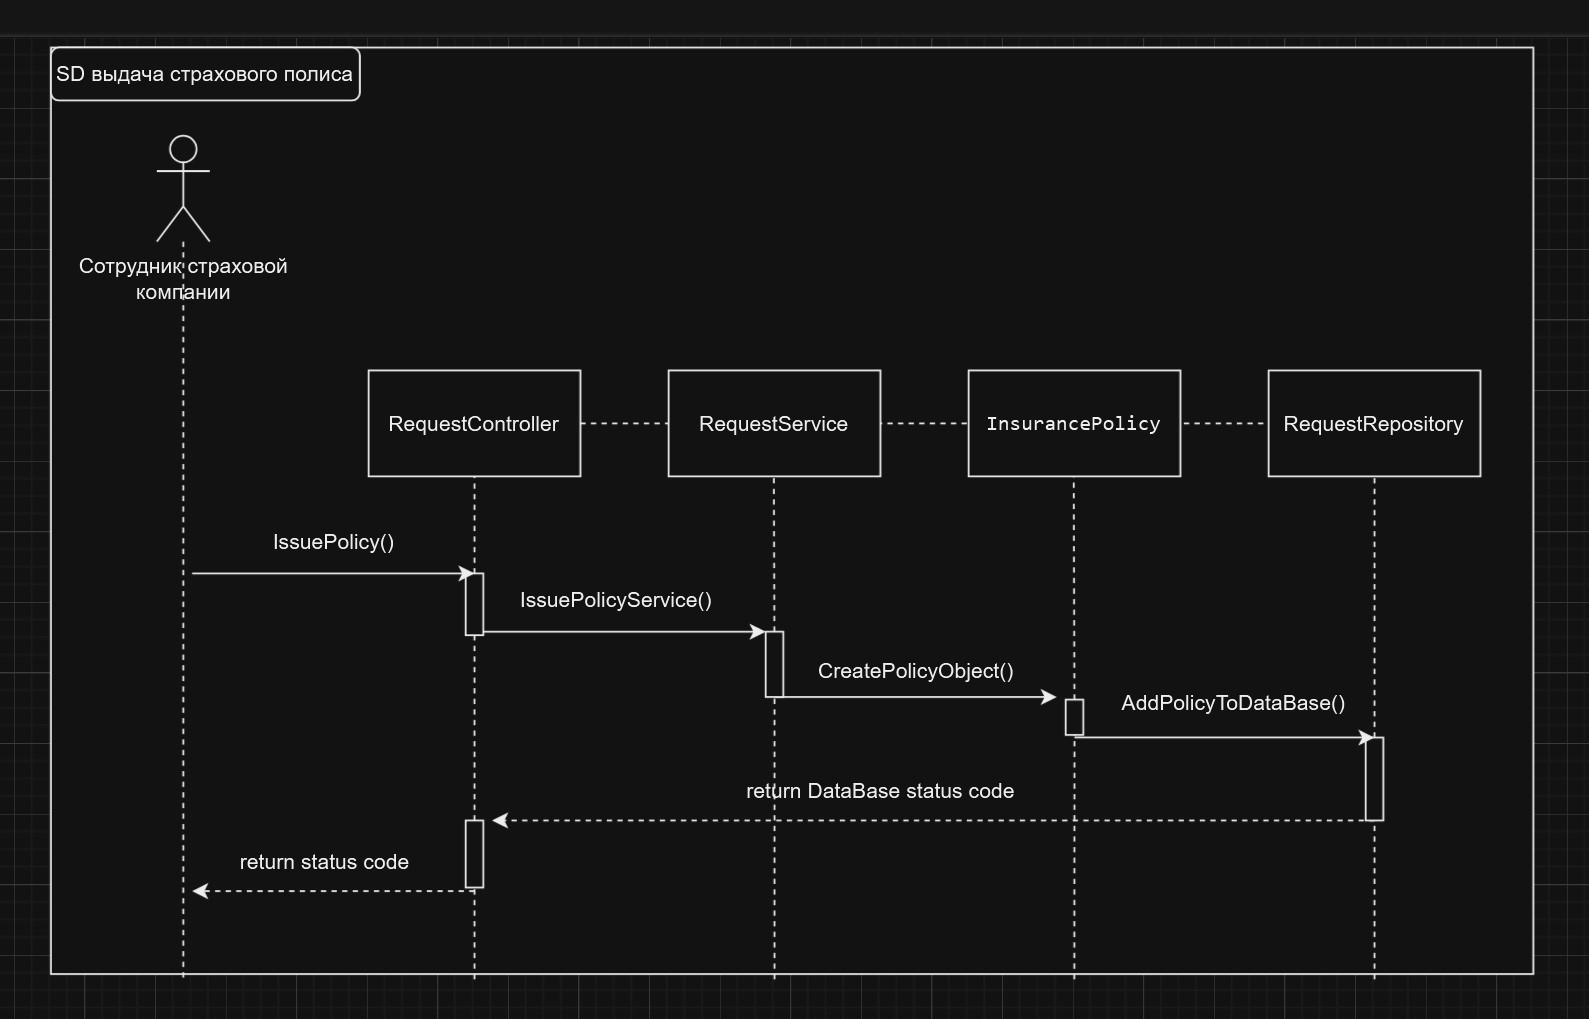 SD выдача страхового полиса
Сотрудник страховой
компании
RequestController
RequestService
InsurancePolicy
RequestRepository
IssuePolicy()
IssuePolicyService()
CreatePolicyObject()
AddPolicyToDataBase()
return DataBase status code
return status code